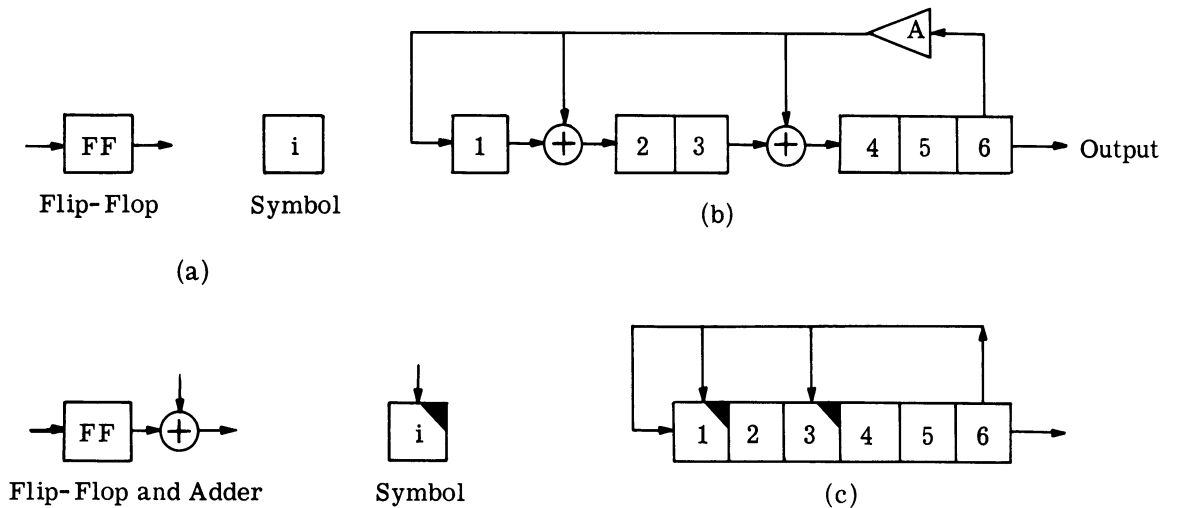 A
FF
i
1
+
2 3
+
4 5 6
Output
Flip-Flop
Symbol
(b)
(a)
FF
+
i
1 2 3 4 5 6
Flip-Flop and Adder
Symbol
(c)